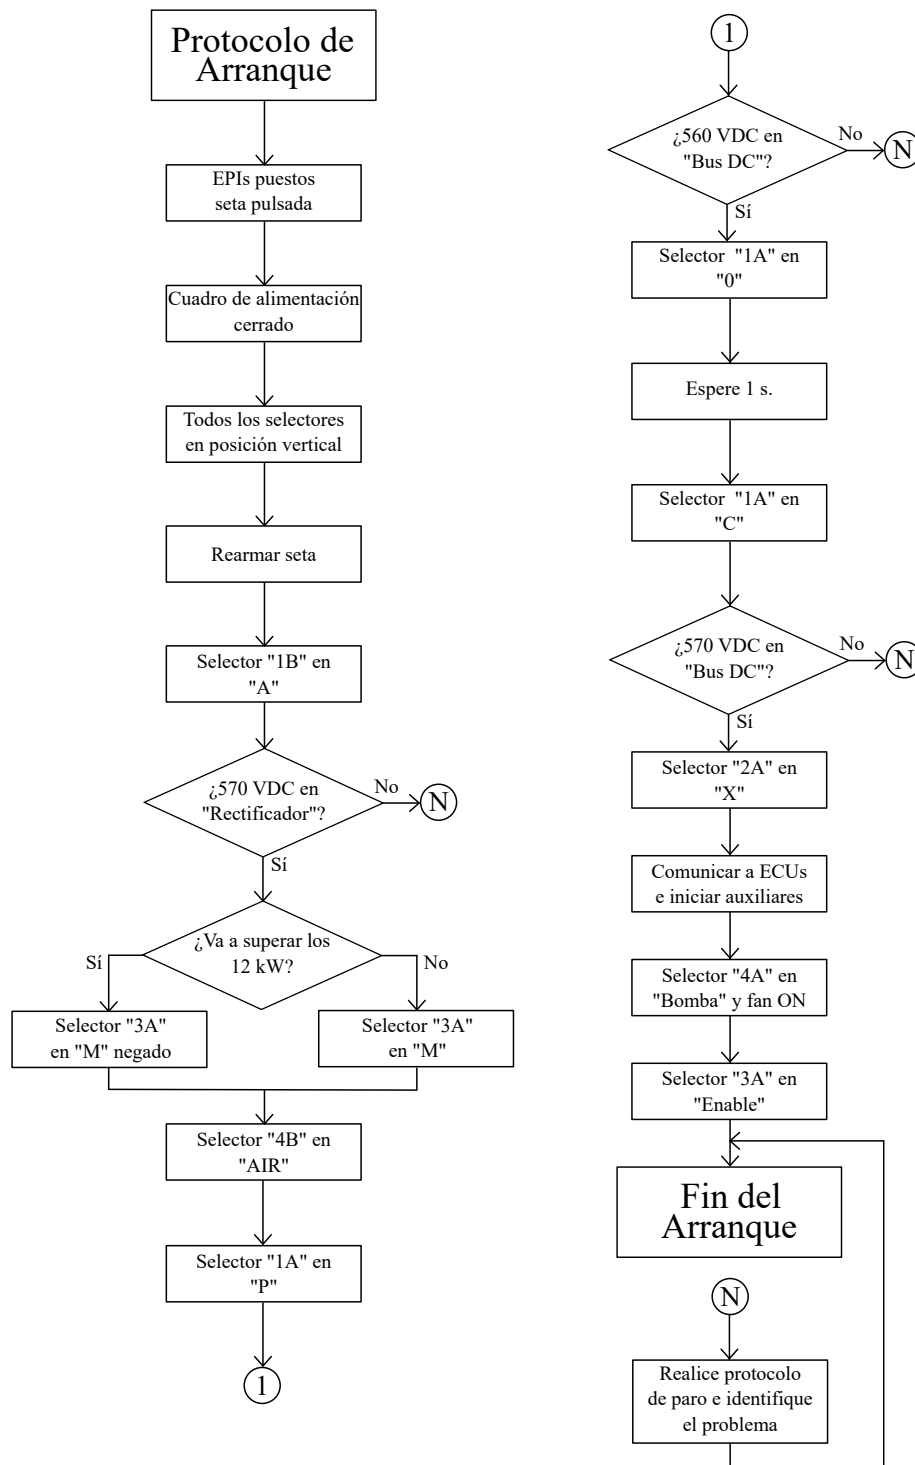 Protocolo de
Arranque
EPIs puestos
seta pulsada
Cuadro de alimentación
cerrado
Todos los selectores
en posición vertical
Rearmar seta
Selector "1B" en
"A"
¿570 VDC en
"Rectificador"?
No
N
Sí
¿Va a superar los
12 kW?
Sí
No
Selector "3A"
en "M" negado
Selector "3A"
en "M"
Selector "4B" en
"AIR"
Selector "1A" en
"P"
1
1
¿560 VDC en
"Bus DC"?
No
N
Sí
Selector "1A" en
"0"
Espere 1 s.
Selector "1A" en
"C"
¿570 VDC en
"Bus DC"?
No
N
Sí
Selector "2A" en
"X"
Comunicar a ECUs
e iniciar auxiliares
Selector "4A" en
"Bomba" y fan ON
Selector "3A" en
"Enable"
Fin del
Arranque
N
Realice protocolo
de paro e identifique
el problema